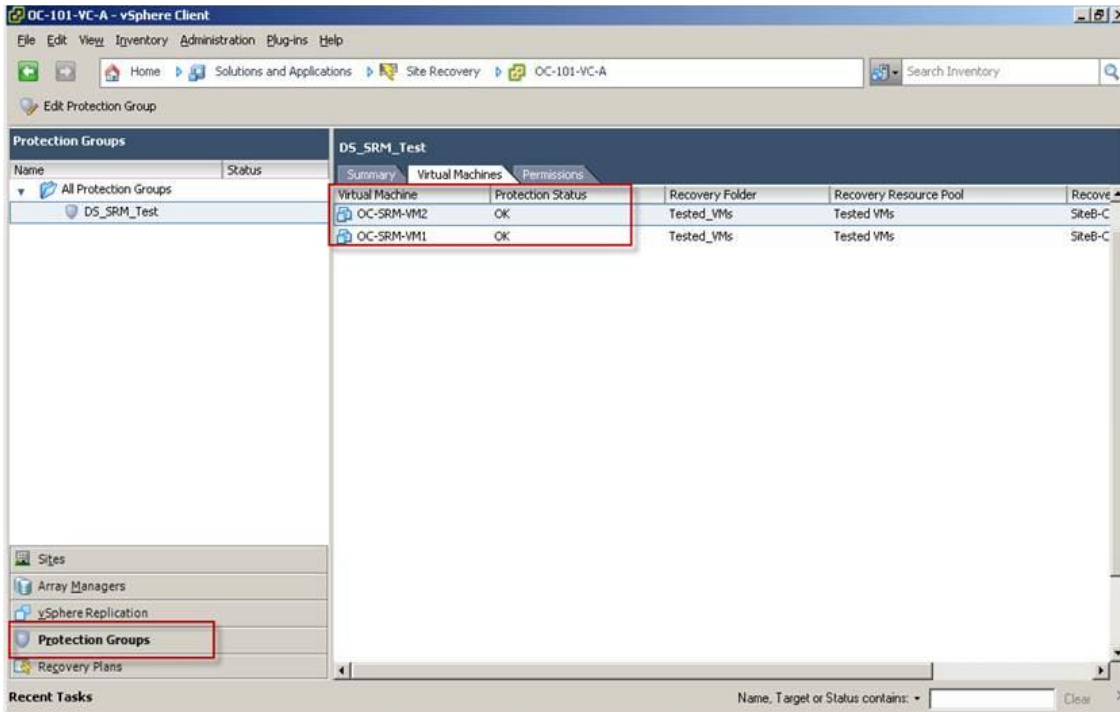 OC-101-VC-A - vSphere Client
File Edit View Inventory Administration Plug-ins Help
Home Solutions and Applications Site Recovery OC-101-VC-A Search Inventory
Edit Protection Group
Protection Groups
Name Status
All Protection Groups
DS_SRM_Test
DS_SRM_Test
Summary Virtual Machines Permissions
Virtual Machine Protection Status Recovery Folder Recovery Resource Pool Recove
OC-SRM-VM2 OK Tested_VMs Tested VMs SiteB-C
OC-SRM-VM1 OK Tested_VMs Tested VMs SiteB-C
Sites
Array Managers
vSphere Replication
Protection Groups
Recovery Plans
Recent Tasks Name, Target or Status contains: Clear